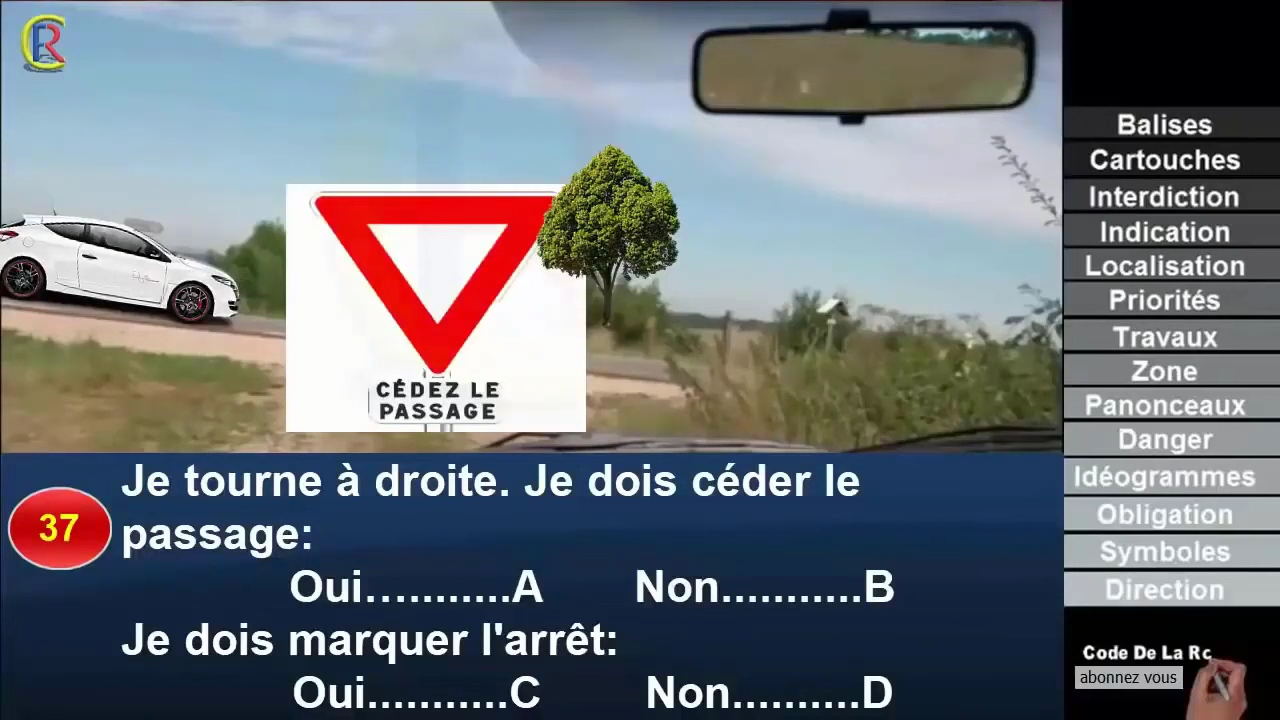 CFR
CÉDEZ LE
PASSAGE
37
Je tourne à droite. Je dois céder le
passage:
Oui…........A Non...........B
Je dois marquer l'arrêt:
Oui...........C Non..........D
Balises
Cartouches
Interdiction
Indication
Localisation
Priorités
Travaux
Zone
Panonceaux
Danger
Idéogrammes
Obligation
Symboles
Direction
Code De La Rc
abonnez vous